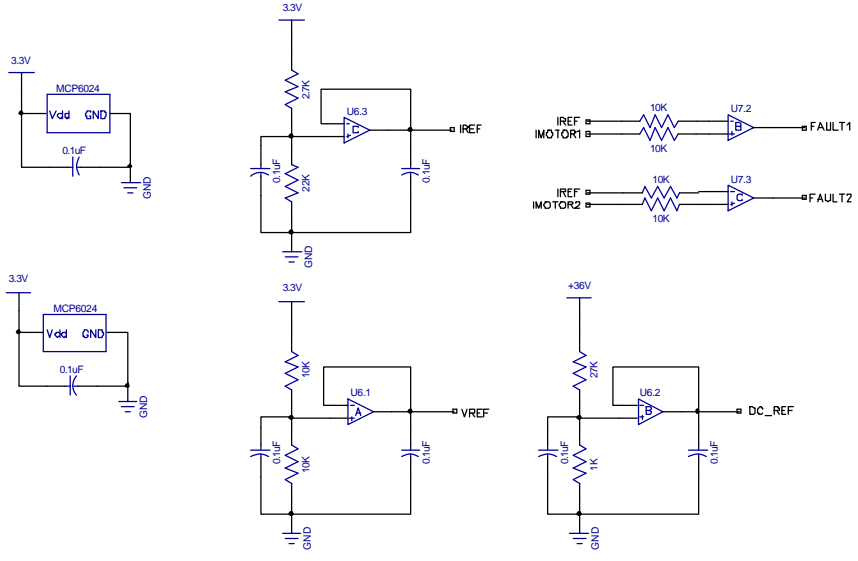 3.3V
MCP6024
Vdd GND
0.1uF
GND
3.3V
2.7K
U6.3
C
IREF
0.1uF
22K
0.1uF
GND
IREF
IMOTOR1
10K
10K
U7.2
B
FAULT1
IREF
IMOTOR2
10K
10K
U7.3
C
FAULT2
3.3V
MCP6024
Vdd GND
0.1uF
GND
3.3V
10K
U6.1
A
VREF
0.1uF
10K
0.1uF
GND
+36V
27K
U6.2
B
DC_REF
0.1uF
1K
0.1uF
GND